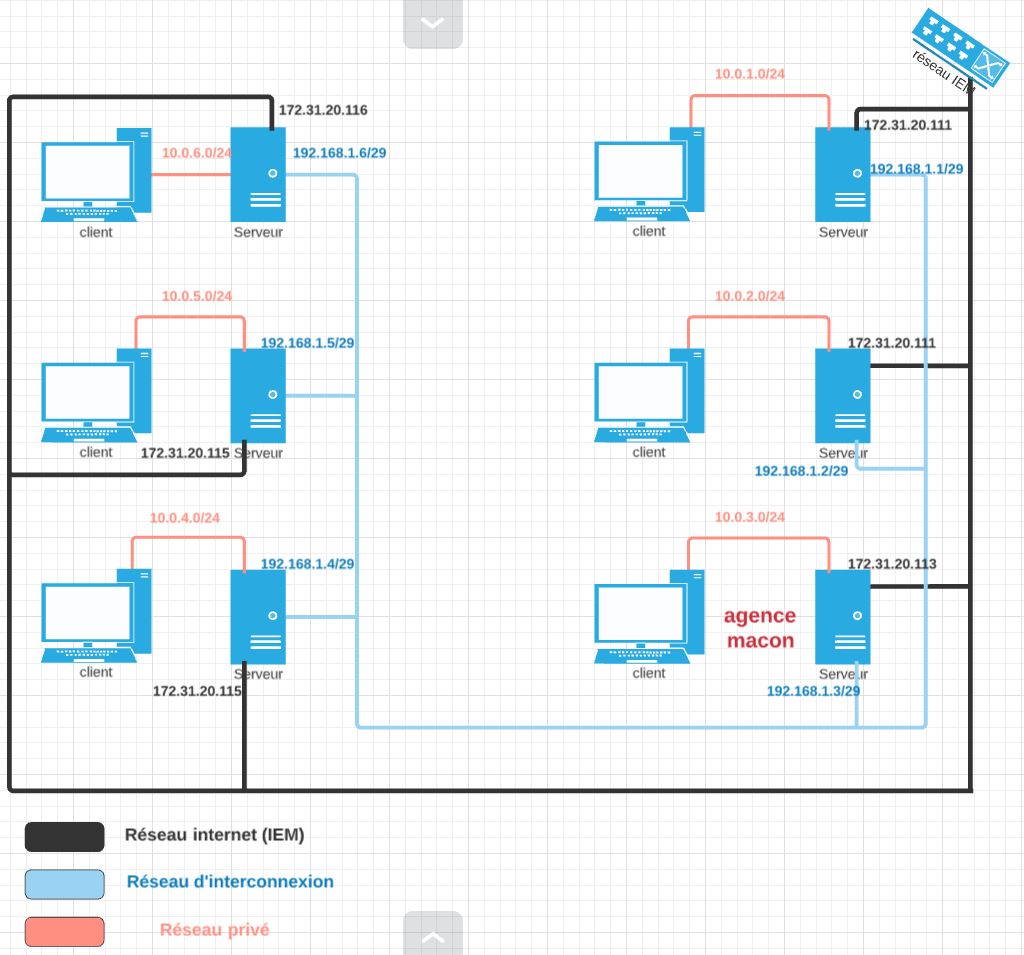 réseau IEM
10.0.1.0/24
172.31.20.116
172.31.20.111
10.0.6.0/24
192.168.1.6/29
192.168.1.1/29
client
Serveur
client
Serveur
10.0.5.0/24
10.0.2.0/24
192.168.1.5/29
172.31.20.111
client
172.31.20.115
Serveur
client
Serveur
192.168.1.2/29
10.0.4.0/24
10.0.3.0/24
192.168.1.4/29
172.31.20.113
agence
macon
client
Serveur
client
Serveur
172.31.20.115
192.168.1.3/29
Réseau internet (IEM)
Réseau d'interconnexion
Réseau privé